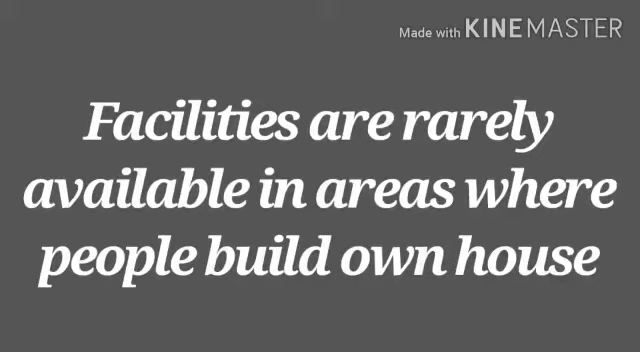 Made with KINEMASTER
Facilities are rarely
available in areas where
people build own house